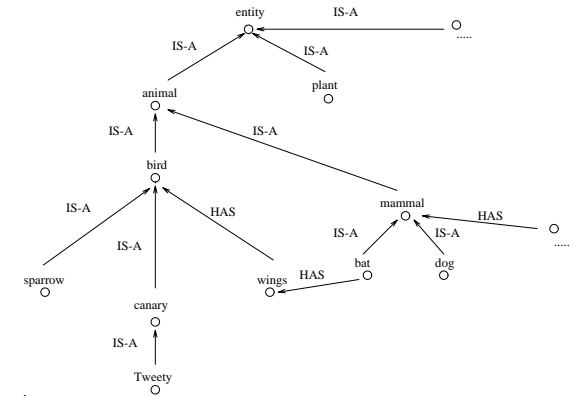 entity
IS-A
.....
IS-A
IS-A
plant
animal
IS-A
IS-A
bird
mammal
IS-A
HAS
HAS
IS-A
IS-A
.....
IS-A
bat
dog
sparrow
wings
HAS
canary
IS-A
Tweety